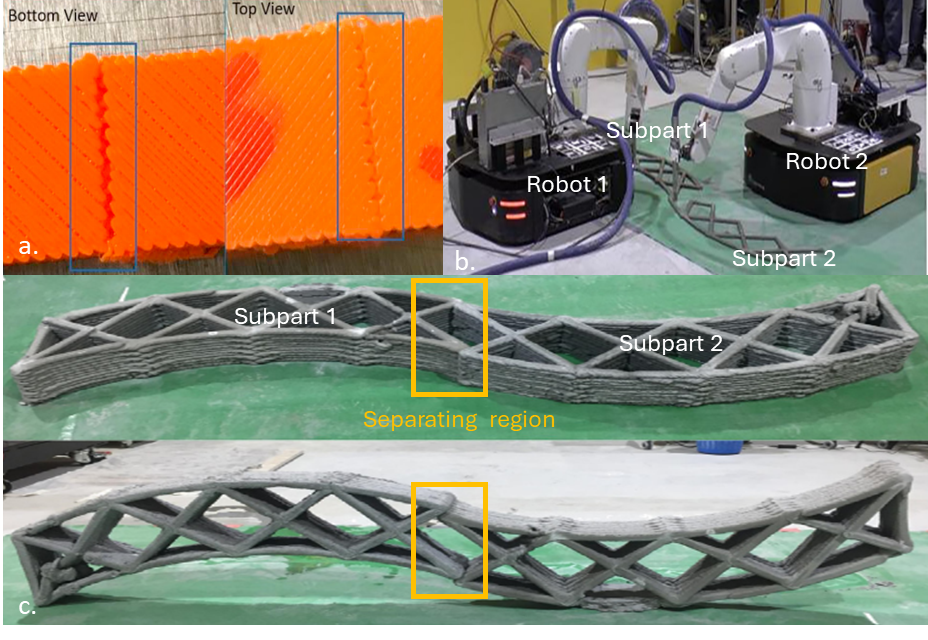 Bottom View
Top View
a.
Subpart 1
Robot 1
Robot 2
b.
Subpart 2
Subpart 1
Subpart 2
Separating region
c.